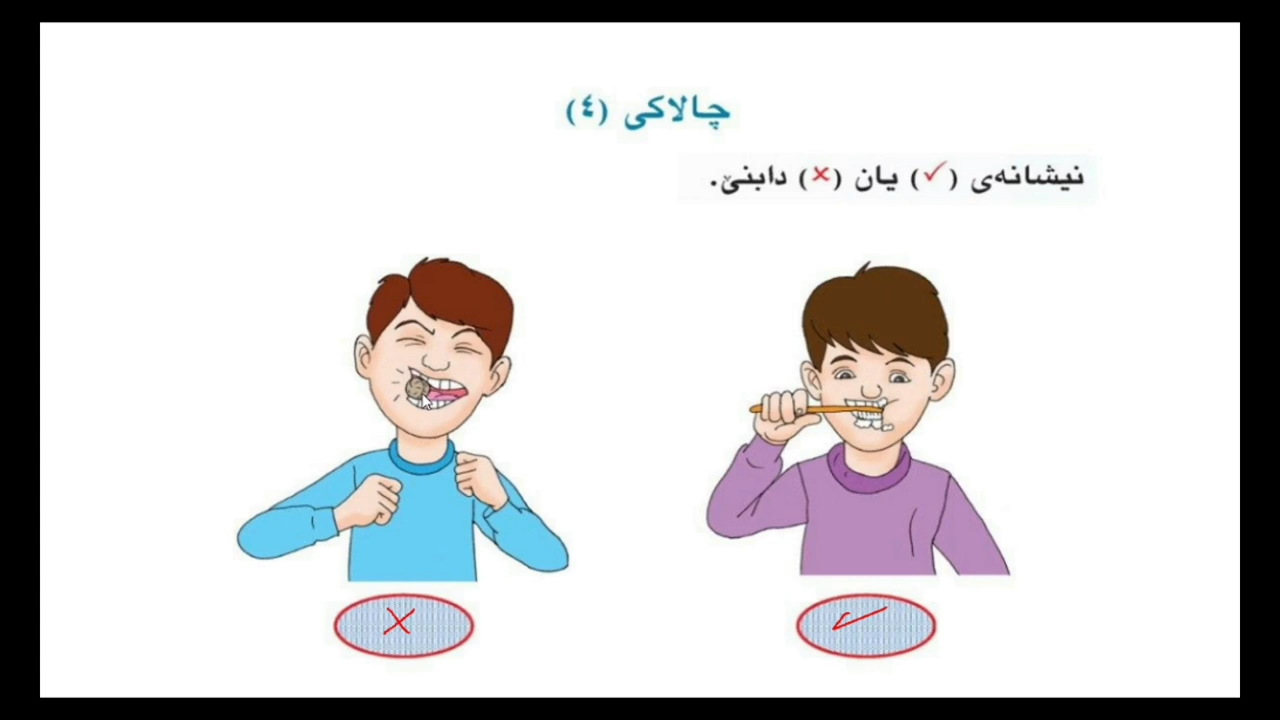 چالاکی (٤)
نیشانەی (✓) یان (×) دابنێ.
× ✓